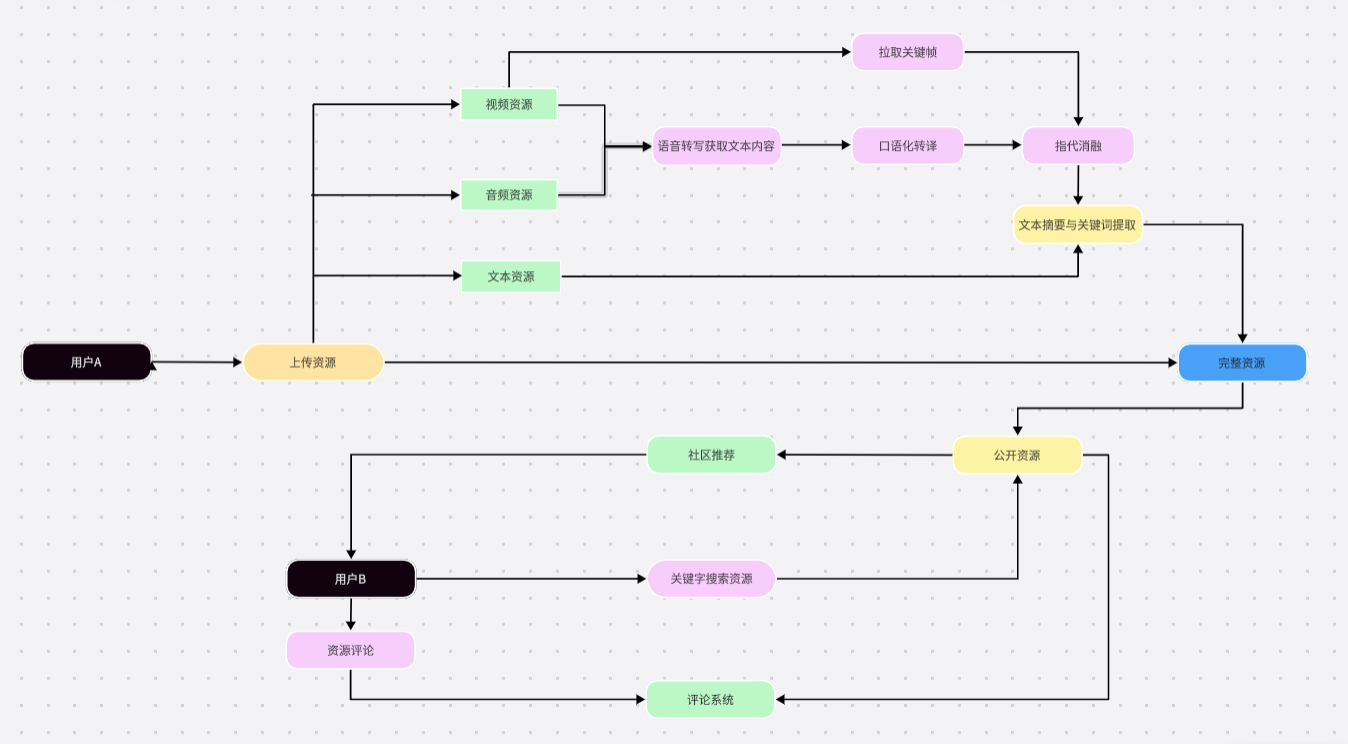 拉取关键帧
视频资源
语音转写获取文本内容
口语化转译
指代消融
音频资源
文本摘要与关键词提取
文本资源
用户A
上传资源
完整资源
社区推荐
公开资源
用户B
关键字搜索资源
资源评论
评论系统